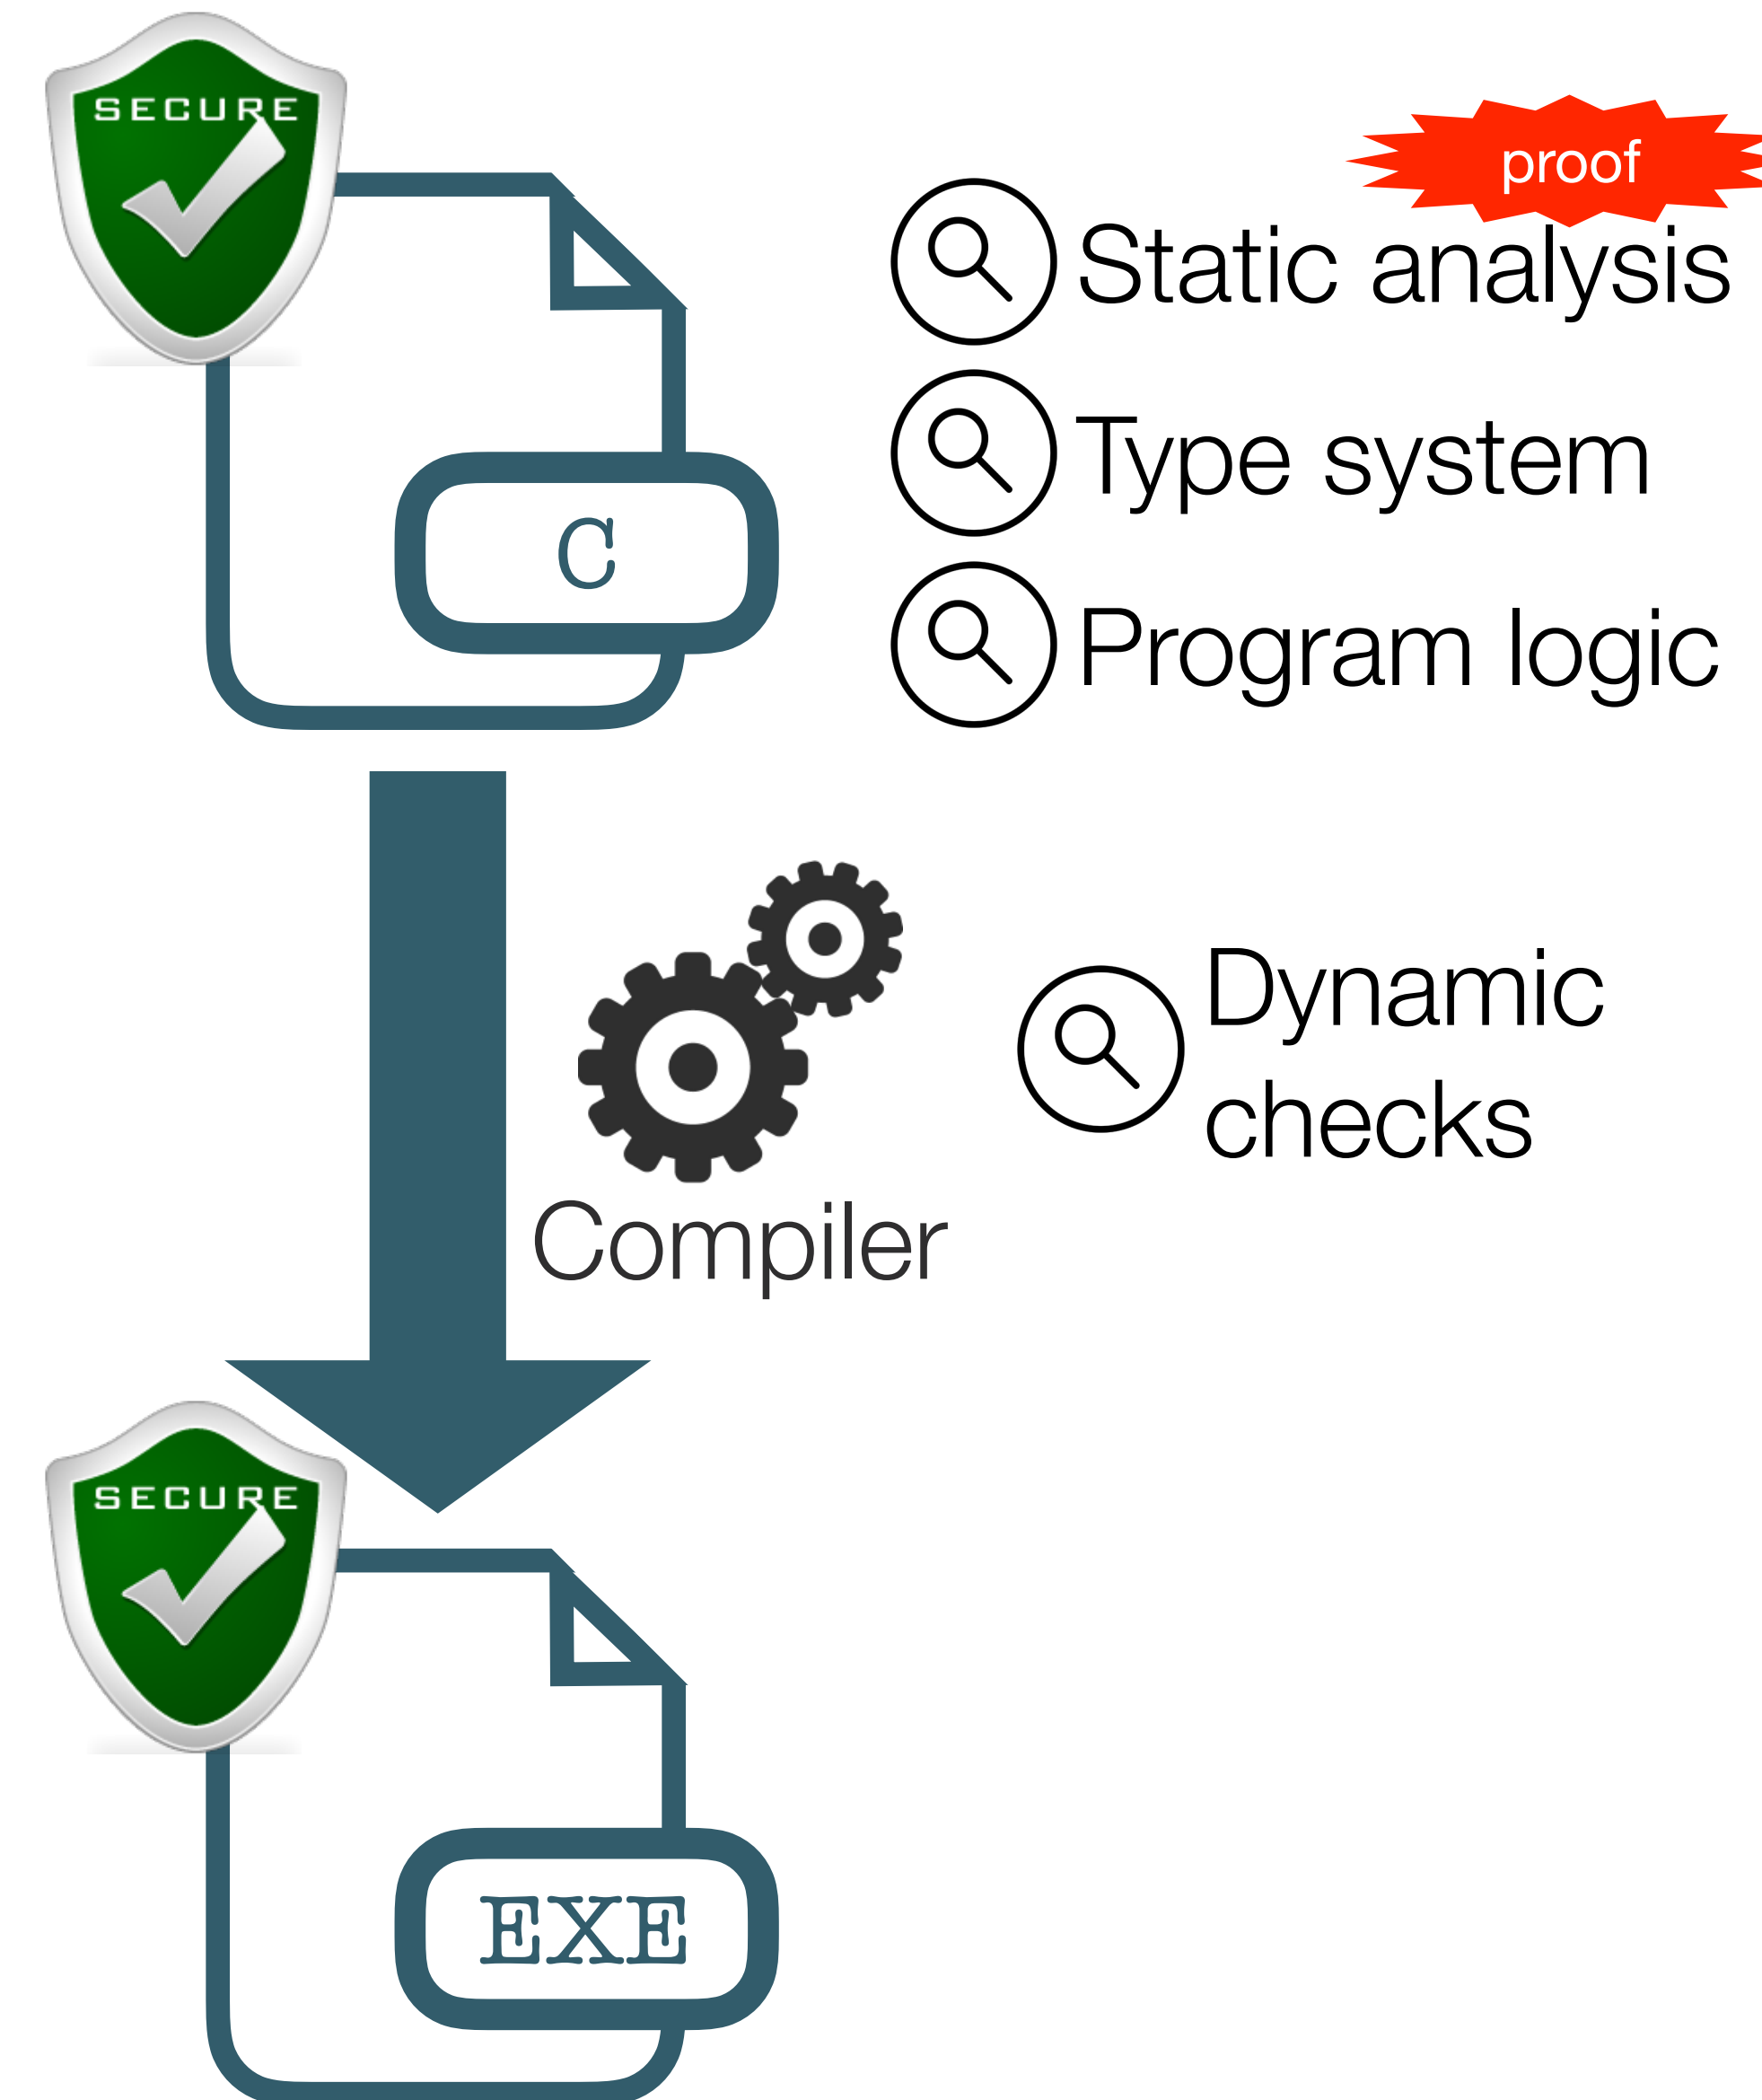 SECURE
proof
Static analysis
Type system
C
Program logic
Dynamic
checks
Compiler
SECURE
EXE